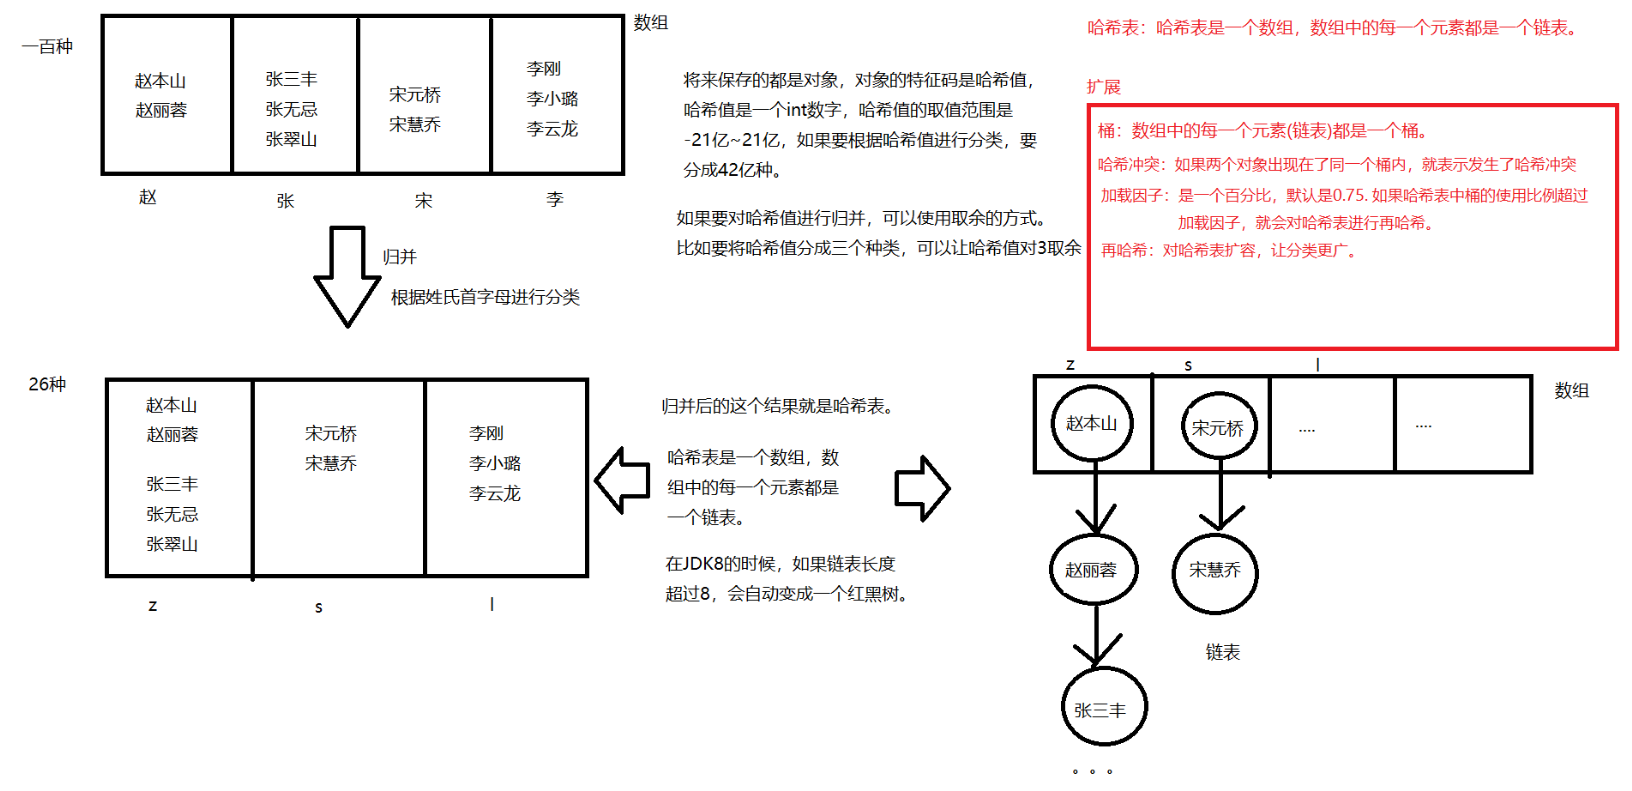 数组
一百种
赵本山
赵丽蓉
张三丰
张无忌
张翠山
宋元桥
宋慧乔
李刚
李小璐
李云龙
赵
张
宋
李
归并
根据姓氏首字母进行分类
将来保存的都是对象，对象的特征码是哈希值，
哈希值是一个int数字，哈希值的取值范围是
-21亿~21亿，如果要根据哈希值进行分类，要
分成42亿种。
如果要对哈希值进行归并，可以使用取余的方式。
比如要将哈希值分成三个种类，可以让哈希值对3取余
哈希表：哈希表是一个数组，数组中的每一个元素都是一个链表。
扩展
桶：数组中的每一个元素(链表)都是一个桶。
哈希冲突：如果两个对象出现在了同一个桶内，就表示发生了哈希冲突
加载因子：是一个百分比，默认是0.75. 如果哈希表中桶的使用比例超过
加载因子，就会对哈希表进行再哈希。
再哈希：对哈希表扩容，让分类更广。
26种
赵本山
赵丽蓉
张三丰
张无忌
张翠山
宋元桥
宋慧乔
李刚
李小璐
李云龙
z
s
l
归并后的这个结果就是哈希表。
哈希表是一个数组，数
组中的每一个元素都是
一个链表。
在JDK8的时候，如果链表长度
超过8，会自动变成一个红黑树。
z
s
l
数组
赵本山
宋元桥
....
....
赵丽蓉
宋慧乔
链表
张三丰
。。。